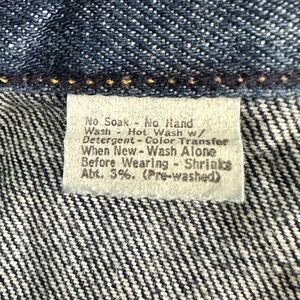 No Soak - No Hand
Wash - Hot Wash w/
Detergent - Color Transfer
When New - Wash Alone
Before Wearing - Shrinks
Abt. 3%. (Pre-washed)